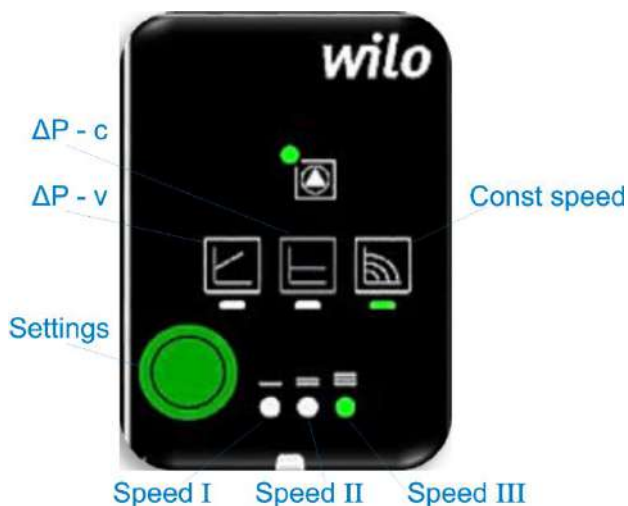 wilo
ΔP - c
ΔP - v
Const speed
Settings
Speed I
Speed II
Speed III